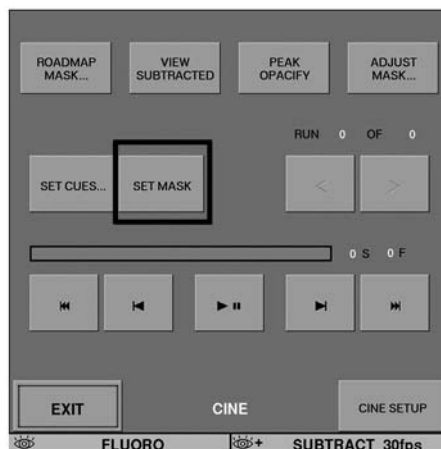 ROADMAP MASK...
VIEW SUBTRACTED
PEAK OPACIFY
ADJUST MASK...
RUN 0 OF 0
SET CUES...
SET MASK
< >
0 S 0 F
EXIT
CINE
CINE SETUP
FLUORO
+ SUBTRACT 30fps